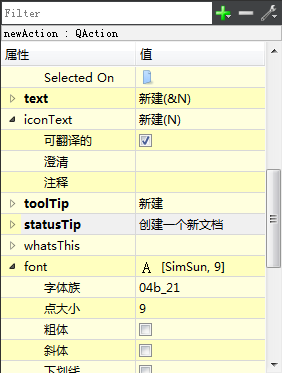 Filter
newAction : QAction
属性 值
Selected On
text 新建(&N)
iconText 新建(N)
可翻译的
澄清
注释
toolTip 新建
statusTip 创建一个新文档
whatsThis
font A [SimSun, 9]
字体族 04b_21
点大小 9
粗体
斜体
下划线